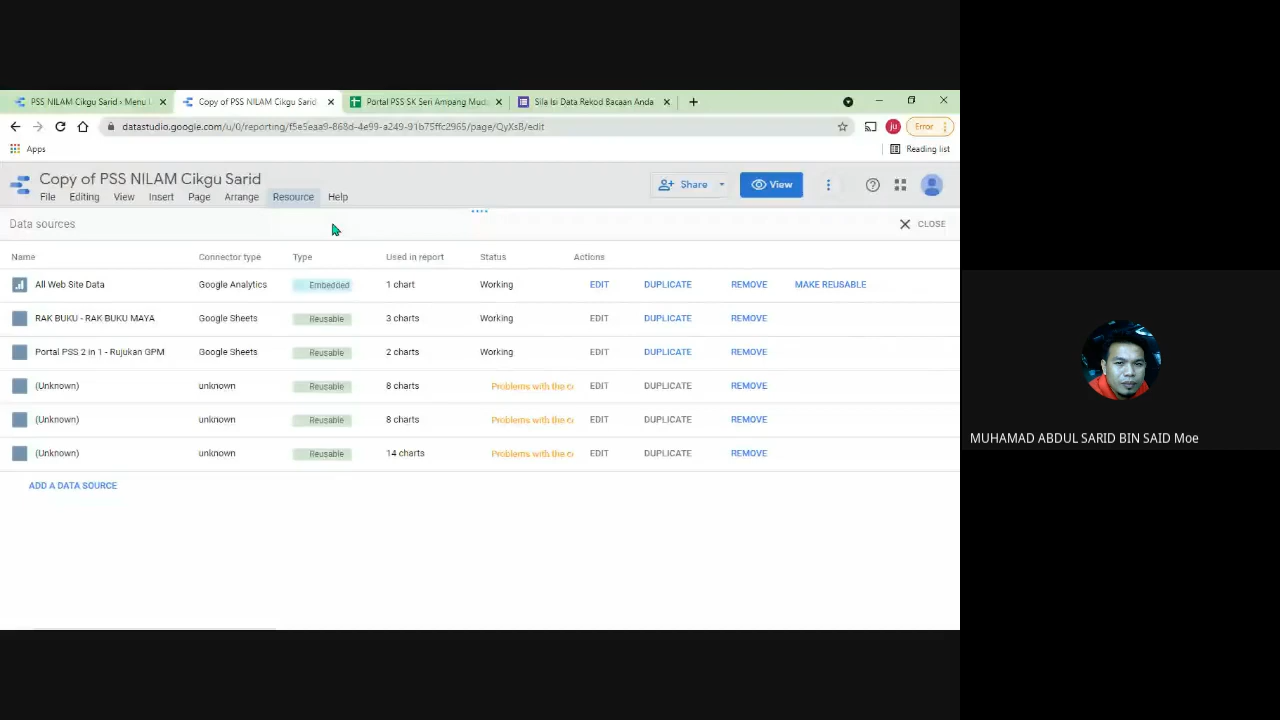 PSS NILAM Cikgu Sarid › Menu
Copy of PSS NILAM Cikgu Sarid
Portal PSS SK Seri Ampang Mud
Sila Isi Data Rekod Bacaan Anda
datastudio.google.com/u/0/reporting/f5e5eaa9-868d-4e99-a249-91b75ffc2965/page/QyXsB/edit
ju
Error
Apps
Reading list
Copy of PSS NILAM Cikgu Sarid
File Editing View Insert Page Arrange Resource Help
Share
View
Data sources
CLOSE
Name Connector type Type Used in report Status Actions
All Web Site Data Google Analytics Embedded 1 chart Working EDIT DUPLICATE REMOVE MAKE REUSABLE
RAK BUKU - RAK BUKU MAYA Google Sheets Reusable 3 charts Working EDIT DUPLICATE REMOVE
Portal PSS 2 in 1 - Rujukan GPM Google Sheets Reusable 2 charts Working EDIT DUPLICATE REMOVE
(Unknown) unknown Reusable 8 charts Problems with the c EDIT DUPLICATE REMOVE
(Unknown) unknown Reusable 8 charts Problems with the c EDIT DUPLICATE REMOVE
(Unknown) unknown Reusable 14 charts Problems with the c EDIT DUPLICATE REMOVE
ADD A DATA SOURCE
MUHAMAD ABDUL SARID BIN SAID Moe